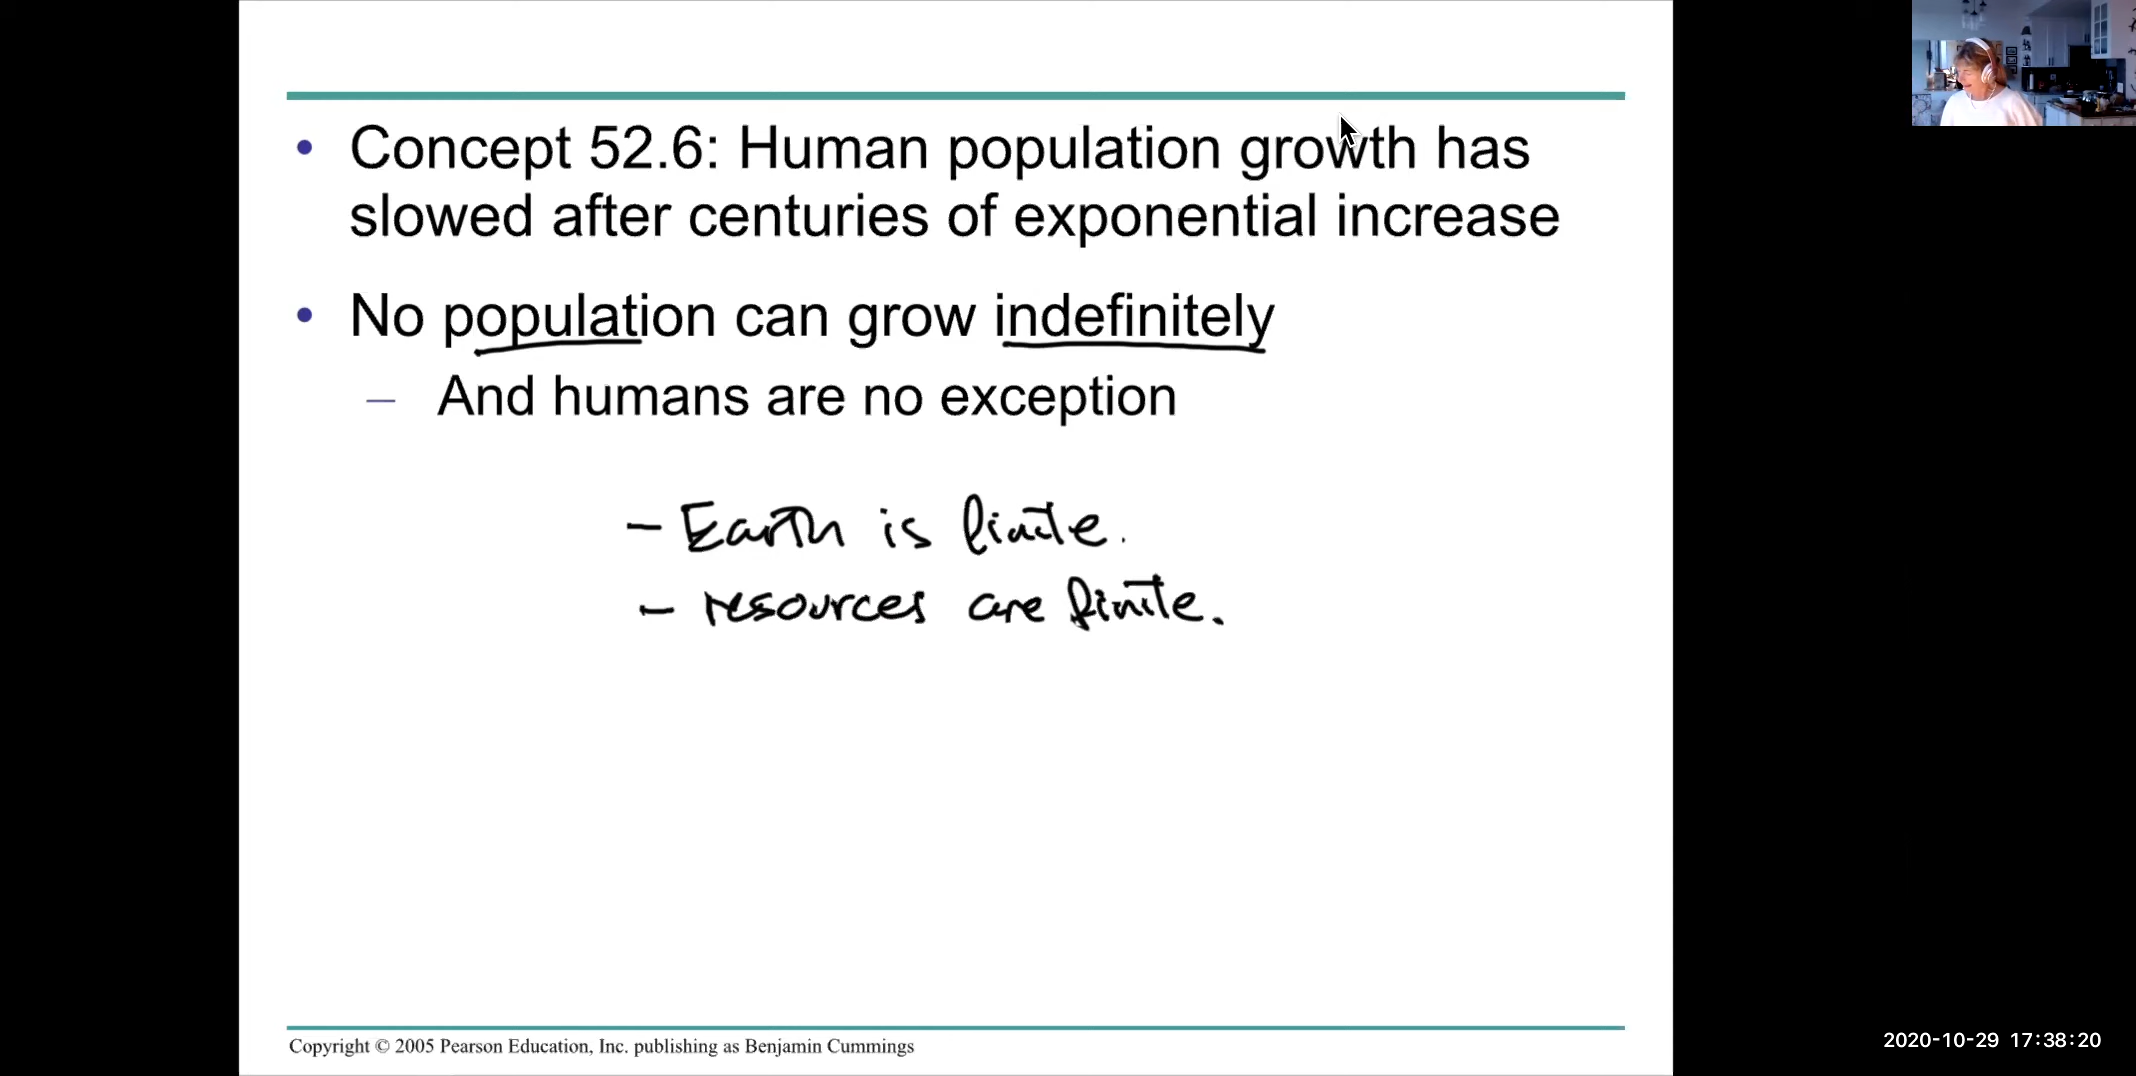 • Concept 52.6: Human population growth has
slowed after centuries of exponential increase
• No population can grow indefinitely
– And humans are no exception
- Earth is finite.
- resources are finite.
Copyright © 2005 Pearson Education, Inc. publishing as Benjamin Cummings
2020-10-29 17:38:20